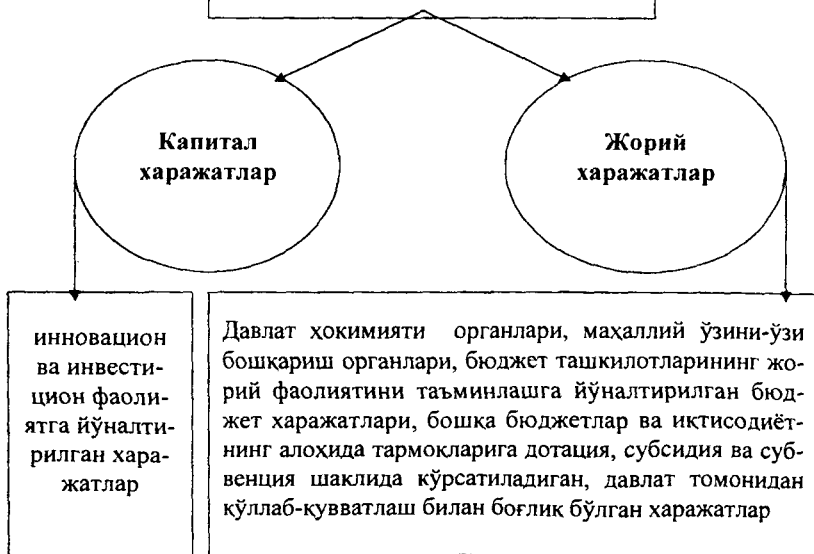 Капитал
харажатлар
Жорий
харажатлар
инновацион
ва инвести-
цион фаоли-
ятга йўналти-
рилган хара-
жатлар
Давлат ҳокимияти органлари, маҳаллий ўзини-ўзи
бошқариш органлари, бюджет ташкилотларининг жо-
рий фаолиятини таъминлашга йўналтирилган бюд-
жет харажатлари, бошқа бюджетлар ва иқтисодиёт-
нинг алоҳида тармоқларига дотация, субсидия ва суб-
венция шаклида кўрсатиладиган, давлат томонидан
қўллаб-қувватлаш билан боғлиқ бўлган харажатлар